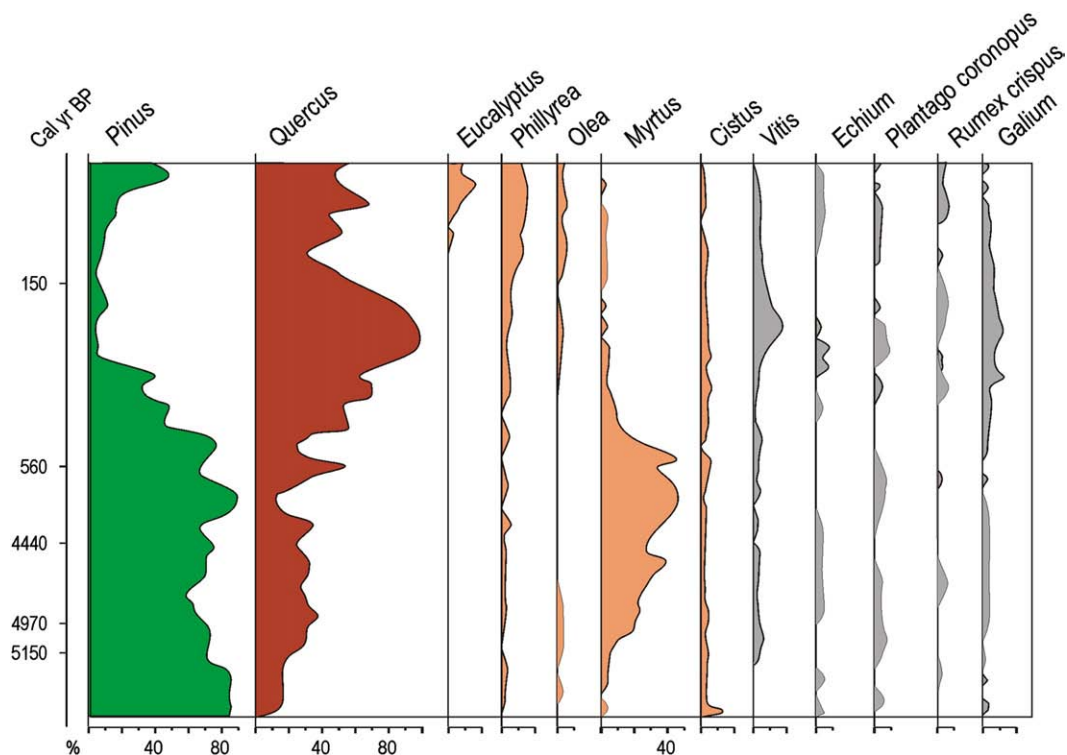 Cal yr BP
Pinus
Quercus
Eucalyptus
Phillyrea
Olea
Myrtus
Cistus
Vitis
Echium
Plantago coronopus
Rumex crispus
Galium
150
560
4440
4970
5150
% 40 80 40 80 40